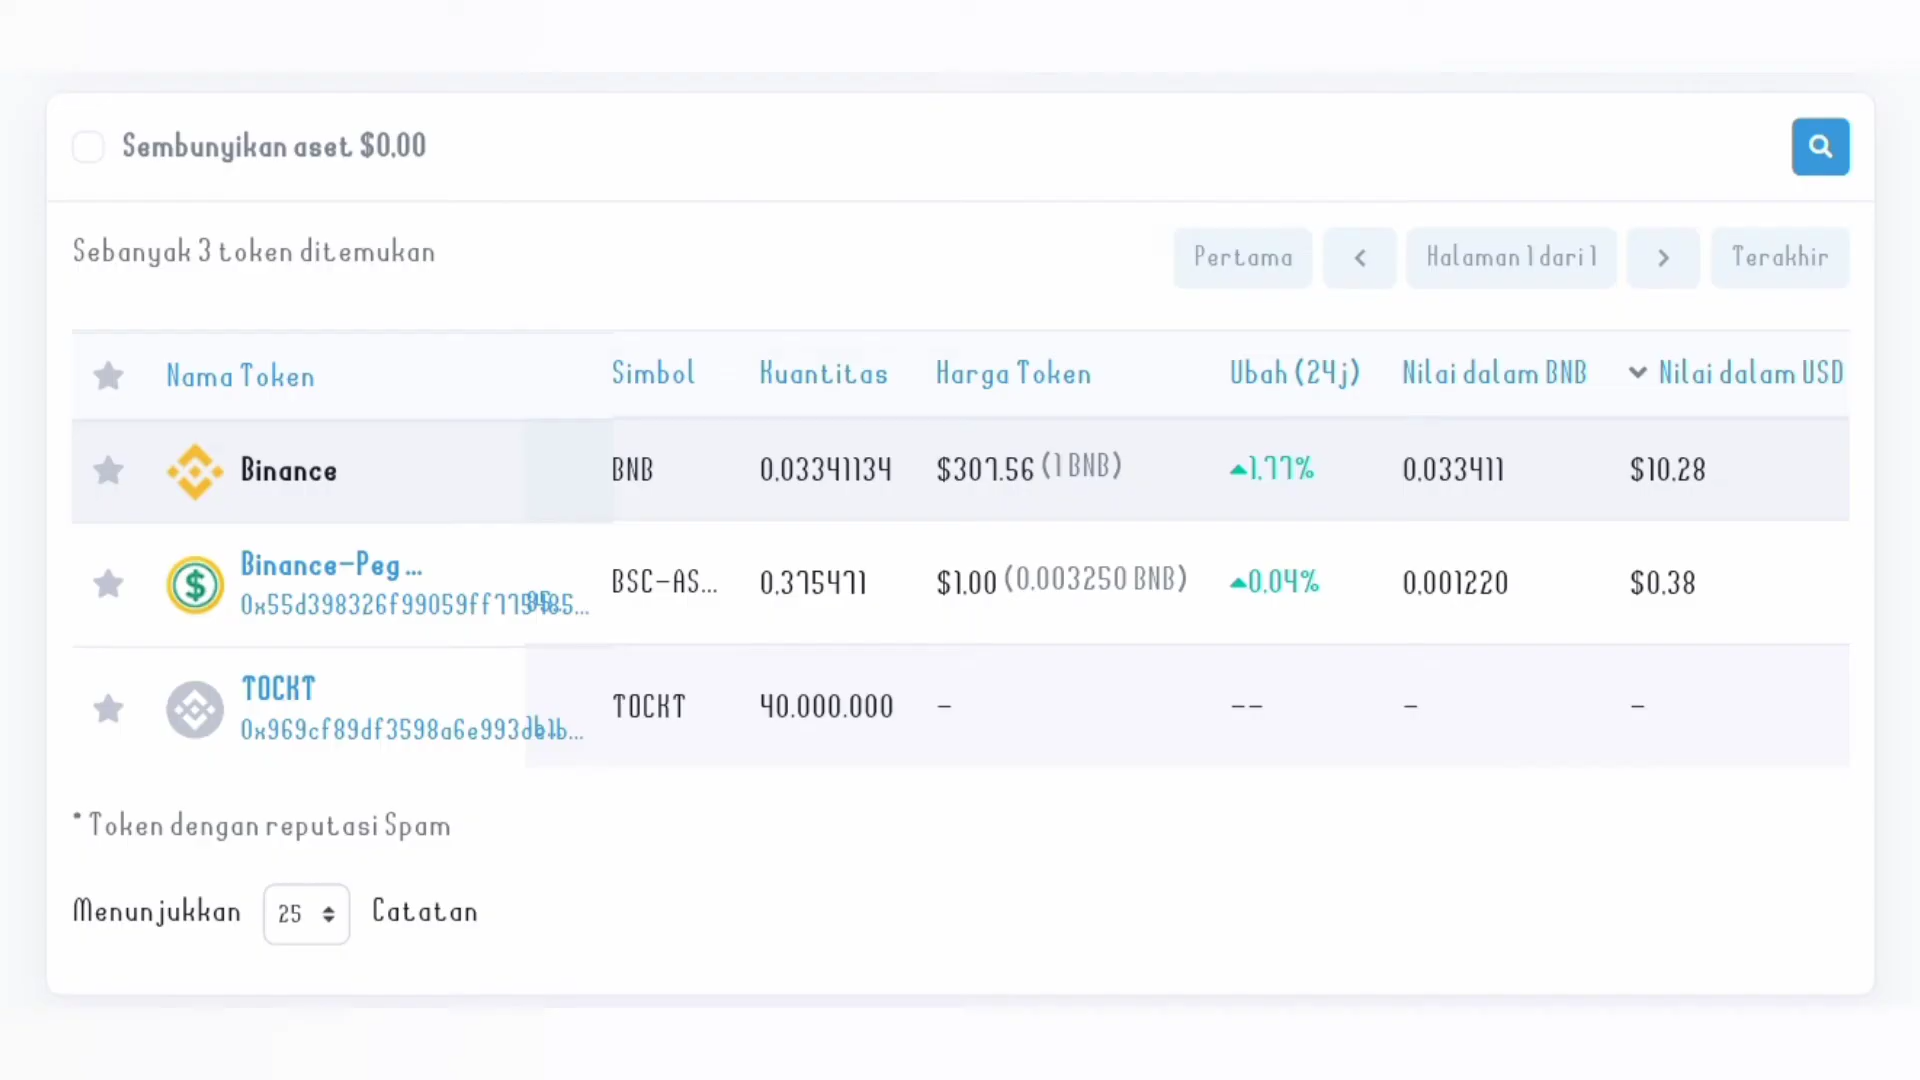 Sembunyikan aset $0,00
Sebanyak 3 token ditemukan
Pertama
Halaman 1 dari 1
Terakhir
Nama Token Simbol Kuantitas Harga Token Ubah (24j) Nilai dalam BNB Nilai dalam USD
Binance BNB 0.03341134 $307.56 (1 BNB) 1.77% 0.033411 $10.28
Binance-Peg ... BSC-AS... 0.375471 $1.00 (0.003250 BNB) 0.04% 0.001220 $0.38
TOCKT TOCKT 40.000.000 - -- - -
* Token dengan reputasi Spam
Menunjukkan 25 Catatan